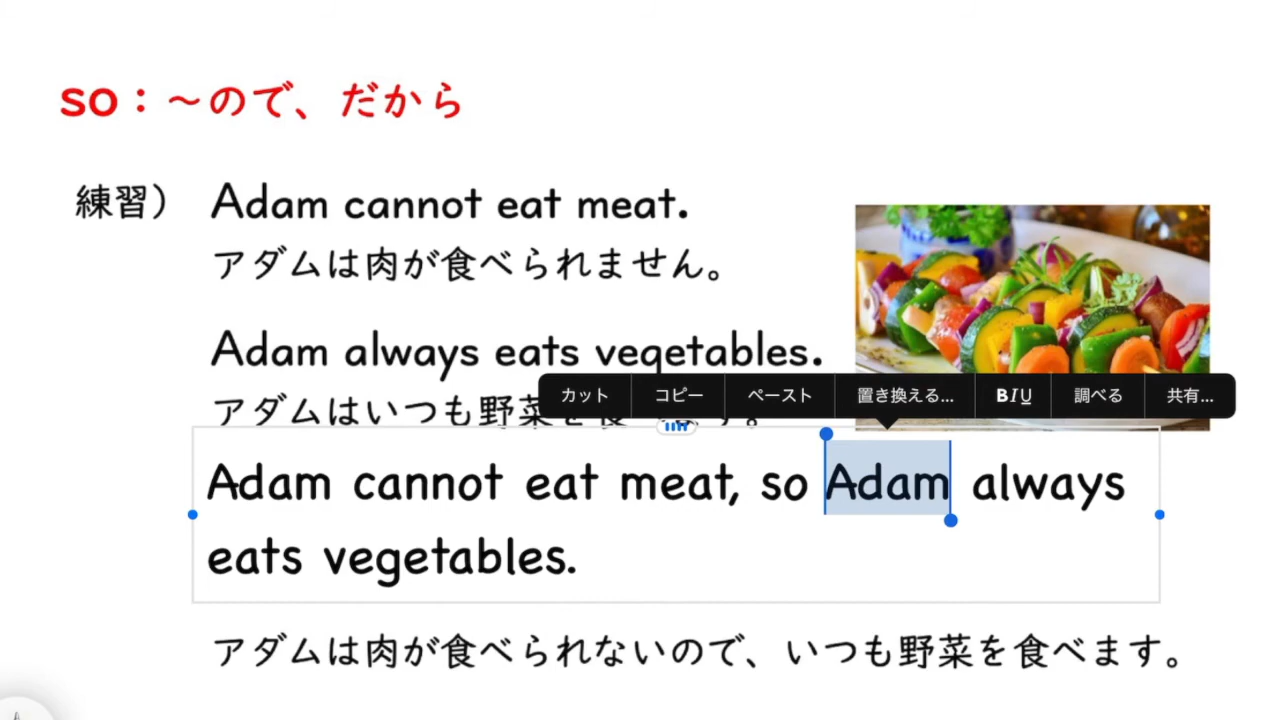 so：～ので、だから
練習） Adam cannot eat meat.
アダムは肉が食べられません。
Adam always eats vegetables.
カット コピー ペースト 置き換える... BIU 調べる 共有...
アダムはいつも野菜を食 す。
Adam cannot eat meat, so Adam always
eats vegetables.
アダムは肉が食べられないので、いつも野菜を食べます。